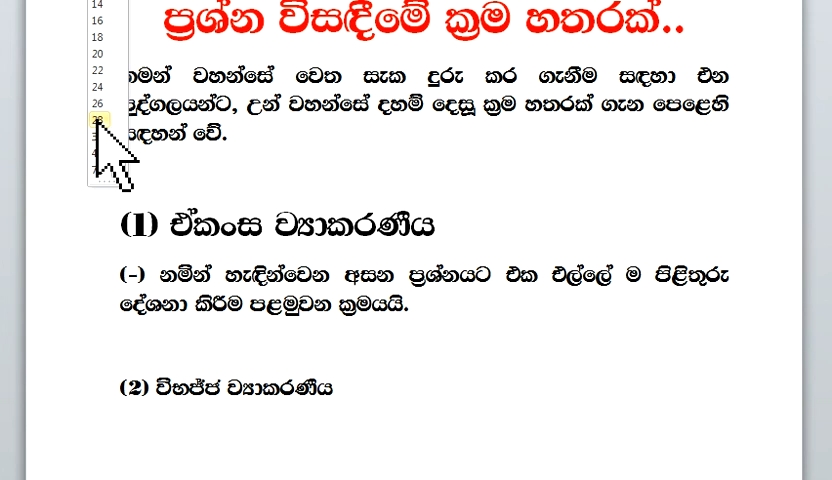 14
16
18
20
22
24
26
28
ප්‍රශ්න විසඳීමේ ක්‍රම හතරක්..
වහන්සේ වෙත සැක දුරු කර ගැනීම සඳහා එන
පුද්ගලයන්ට, උන් වහන්සේ දහම් දෙසූ ක්‍රම හතරක් ගැන පෙළෙහි
සඳහන් වේ.
(1) ඒකංස ව්‍යාකරණීය
(-) නමින් හැඳින්වෙන අසන ප්‍රශ්නයට එක එල්ලේ ම පිළිතුරු
දේශනා කිරීම පළමුවන ක්‍රමයයි.
(2) විභජ්ජ ව්‍යාකරණීය